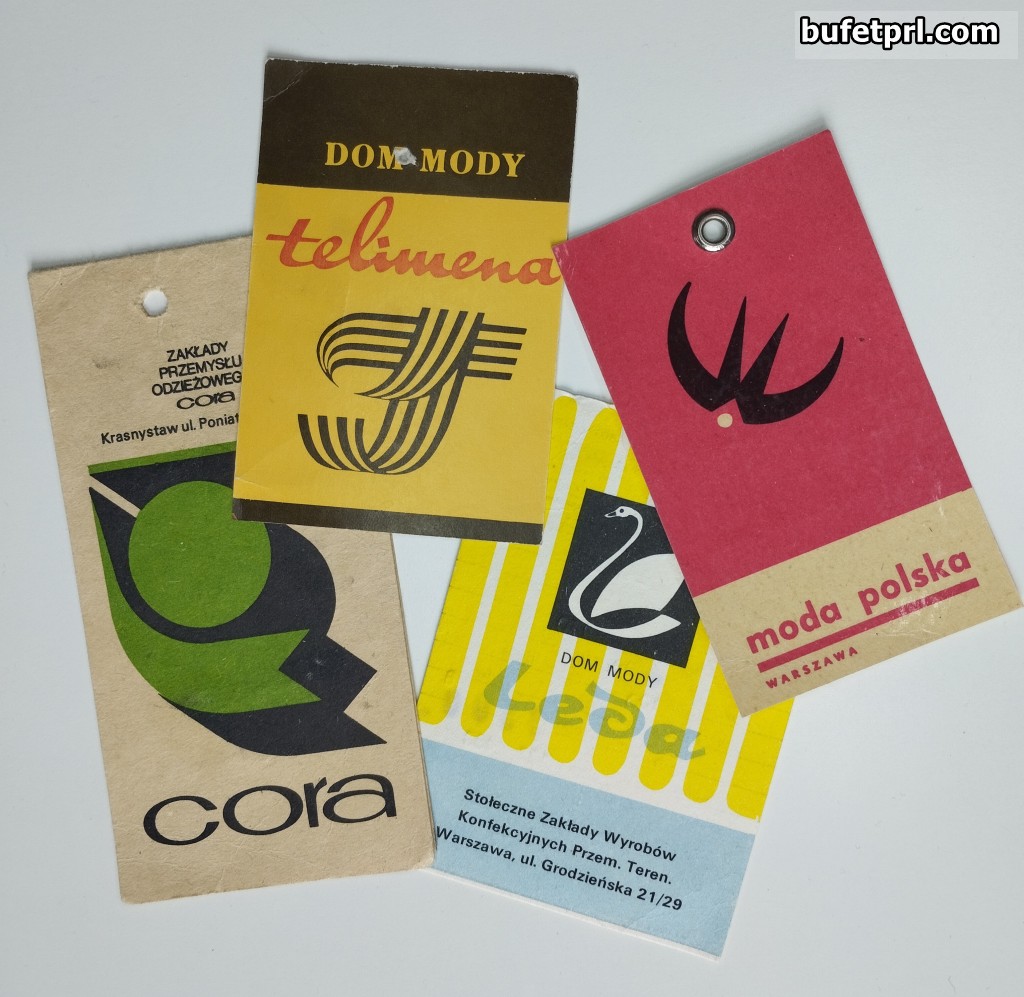 bufetprl.com
DOM MODY
telimena
ZAKŁADY
PRZEMYSŁU
ODZIEŻOWEG
cora
Krasnystaw ul. Poniat
cora
DOM MODY
Leda
Stołeczne Zakłady Wyrobów
Konfekcyjnych Przem. Teren.
Warszawa, ul. Grodzieńska 21/29
moda polska
WARSZAWA